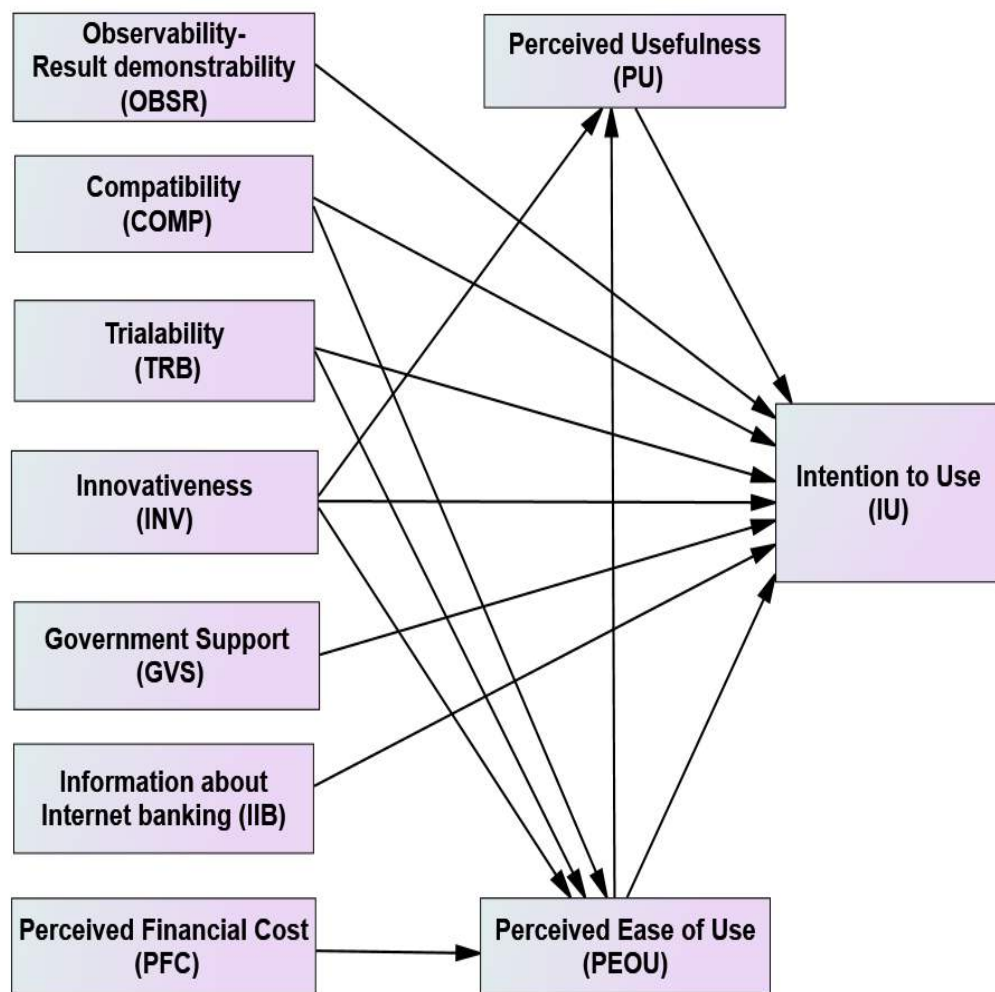 Observability-
Result demonstrability
(OBSR)
Perceived Usefulness
(PU)
Compatibility
(COMP)
Trialability
(TRB)
Innovativeness
(INV)
Intention to Use
(IU)
Government Support
(GVS)
Information about
Internet banking (IIB)
Perceived Financial Cost
(PFC)
Perceived Ease of Use
(PEOU)